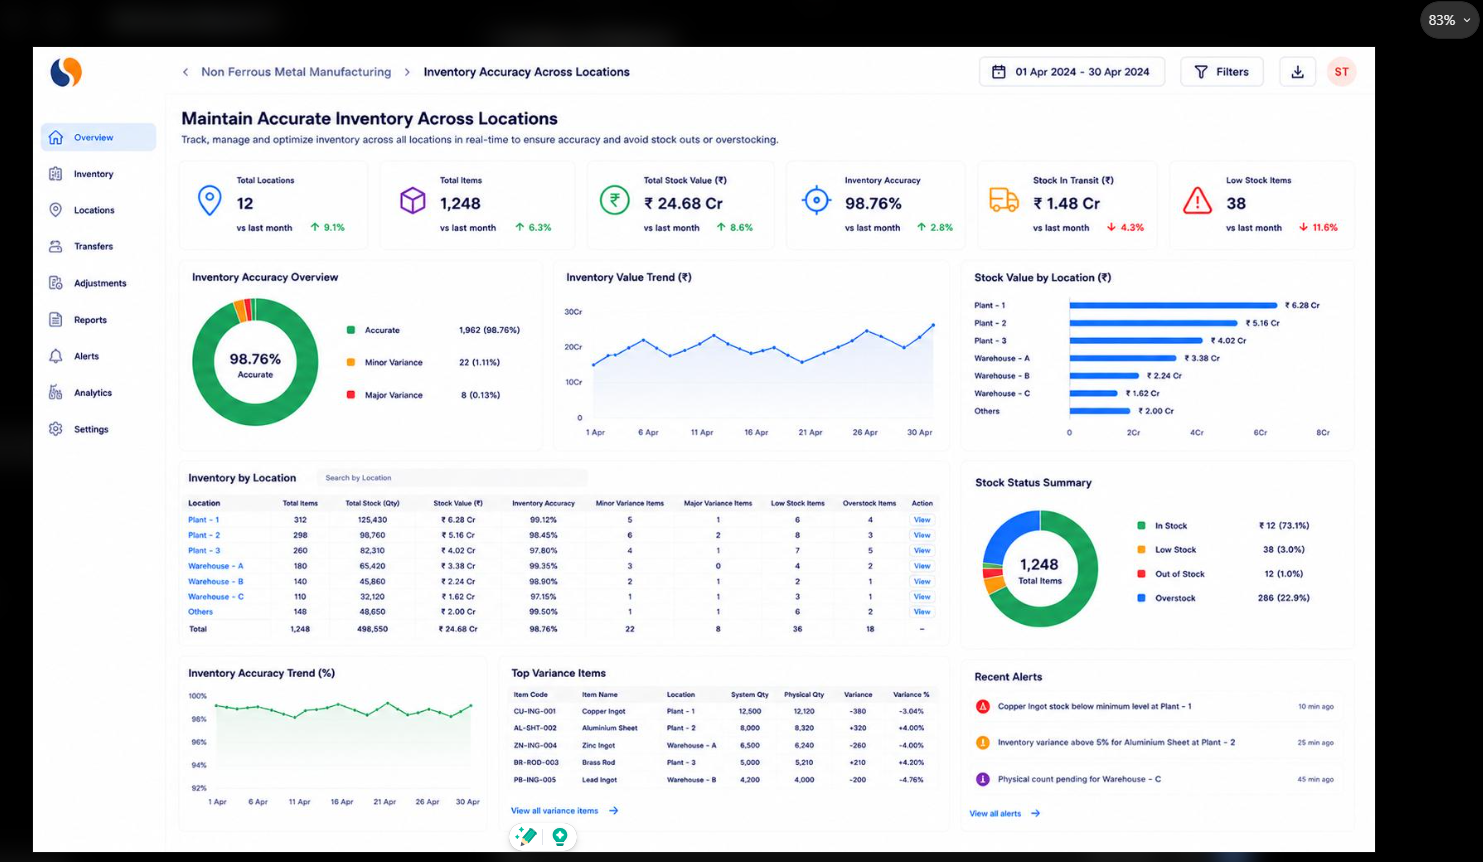 83%
Non Ferrous Metal Manufacturing > Inventory Accuracy Across Locations
01 Apr 2024 - 30 Apr 2024
Filters
ST
Overview
Inventory
Locations
Transfers
Adjustments
Reports
Alerts
Analytics
Settings
Maintain Accurate Inventory Across Locations
Track, manage and optimize inventory across all locations in real-time to ensure accuracy and avoid stock outs or overstocking.
Total Locations
12
vs last month ↑ 9.1%
Total Items
1,248
vs last month ↑ 6.3%
Total Stock Value (₹)
₹ 24.68 Cr
vs last month ↑ 8.6%
Inventory Accuracy
98.76%
vs last month ↑ 2.8%
Stock In Transit (₹)
₹ 1.48 Cr
vs last month ↓ 4.3%
Low Stock Items
38
vs last month ↓ 11.6%
Inventory Accuracy Overview
98.76%
Accurate
Accurate 1,962 (98.76%)
Minor Variance 22 (1.11%)
Major Variance 8 (0.13%)
Inventory Value Trend (₹)
30Cr
20Cr
10Cr
0
1 Apr 6 Apr 11 Apr 16 Apr 21 Apr 26 Apr 30 Apr
Stock Value by Location (₹)
Plant - 1 ₹ 6.28 Cr
Plant - 2 ₹ 5.16 Cr
Plant - 3 ₹ 4.02 Cr
Warehouse - A ₹ 3.38 Cr
Warehouse - B ₹ 2.24 Cr
Warehouse - C ₹ 1.62 Cr
Others ₹ 2.00 Cr
0 2Cr 4Cr 6Cr 8Cr
Inventory by Location
Search by Location
Location Total Items Total Stock (Qty) Stock Value (₹) Inventory Accuracy Minor Variance Items Major Variance Items Low Stock Items Overstock Items Action
Plant - 1 312 125,430 ₹ 6.28 Cr 99.12% 5 1 6 4 View
Plant - 2 298 98,760 ₹ 5.16 Cr 98.45% 6 2 8 3 View
Plant - 3 260 82,310 ₹ 4.02 Cr 97.80% 4 1 7 5 View
Warehouse - A 180 65,420 ₹ 3.38 Cr 99.35% 3 0 4 2 View
Warehouse - B 140 45,860 ₹ 2.24 Cr 98.90% 2 1 2 1 View
Warehouse - C 110 32,120 ₹ 1.62 Cr 97.15% 1 1 3 1 View
Others 148 48,650 ₹ 2.00 Cr 99.50% 1 1 6 2 View
Total 1,248 498,550 ₹ 24.68 Cr 98.76% 22 8 36 18 –
Stock Status Summary
1,248
Total Items
In Stock ₹ 12 (73.1%)
Low Stock 38 (3.0%)
Out of Stock 12 (1.0%)
Overstock 286 (22.9%)
Inventory Accuracy Trend (%)
100%
98%
96%
94%
92%
1 Apr 6 Apr 11 Apr 16 Apr 21 Apr 26 Apr 30 Apr
Top Variance Items
Item Code Item Name Location System Qty Physical Qty Variance Variance %
CU-ING-001 Copper Ingot Plant - 1 12,500 12,120 -380 -3.04%
AL-SHT-002 Aluminium Sheet Plant - 2 8,000 8,320 +320 +4.00%
ZN-ING-004 Zinc Ingot Warehouse - A 6,500 6,240 -260 -4.00%
BR-ROD-003 Brass Rod Plant - 3 5,000 5,210 +210 +4.20%
PB-ING-005 Lead Ingot Warehouse - B 4,200 4,000 -200 -4.76%
View all variance items →
Recent Alerts
Copper Ingot stock below minimum level at Plant - 1 10 min ago
Inventory variance above 5% for Aluminium Sheet at Plant - 2 25 min ago
Physical count pending for Warehouse - C 45 min ago
View all alerts →